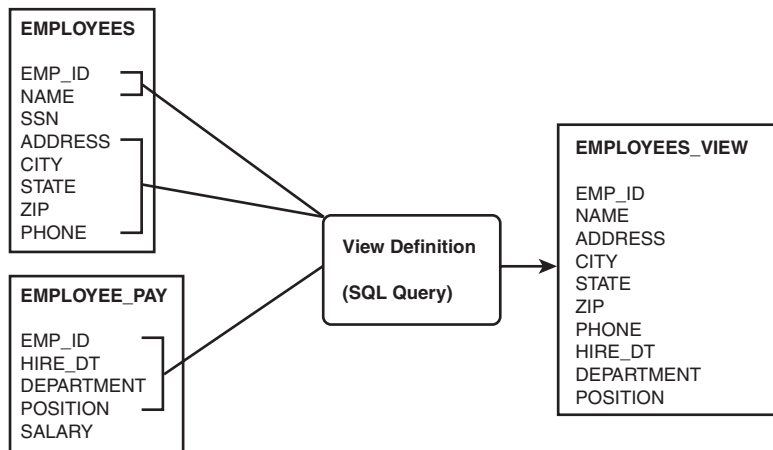 EMPLOYEES
EMP_ID
NAME
SSN
ADDRESS
CITY
STATE
ZIP
PHONE
EMPLOYEE_PAY
EMP_ID
HIRE_DT
DEPARTMENT
POSITION
SALARY
View Definition
(SQL Query)
EMPLOYEES_VIEW
EMP_ID
NAME
ADDRESS
CITY
STATE
ZIP
PHONE
HIRE_DT
DEPARTMENT
POSITION